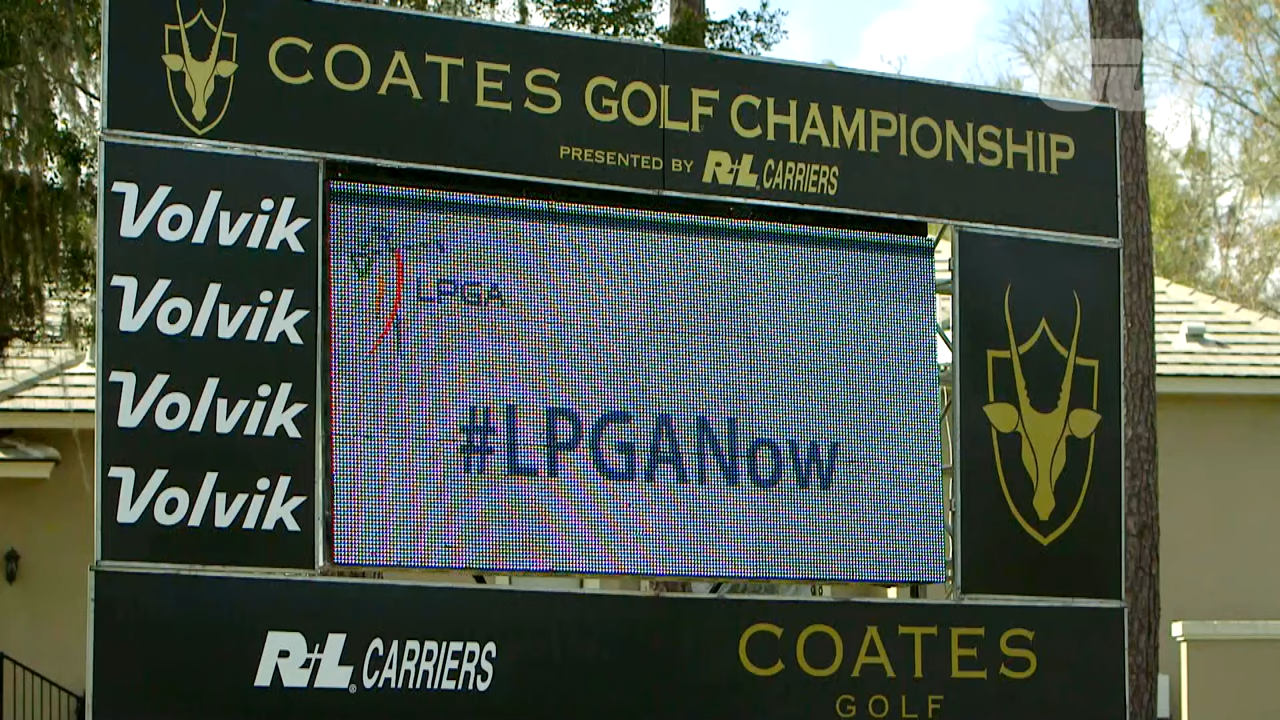 COATES GOLF CHAMPIONSHIP
PRESENTED BY R+L CARRIERS
Volvik
Volvik
Volvik
Volvik
LPGA
#LPGANow
R+L CARRIERS
COATES
GOLF